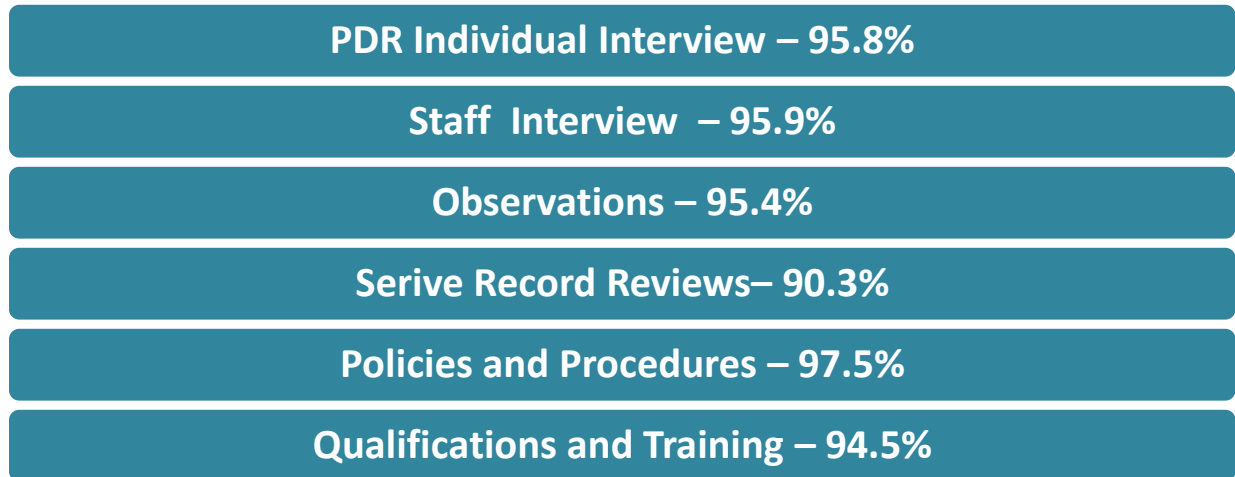 PDR Individual Interview – 95.8%
Staff Interview – 95.9%
Observations – 95.4%
Serive Record Reviews– 90.3%
Policies and Procedures – 97.5%
Qualifications and Training – 94.5%